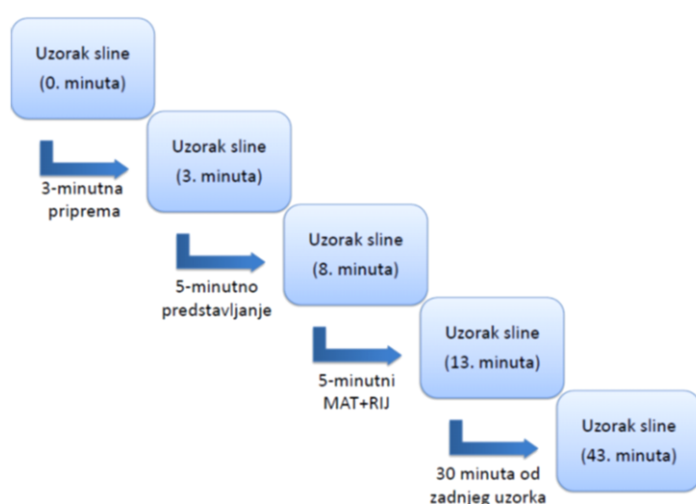 Uzorak sline
(0. minuta)
3-minutna
priprema
Uzorak sline
(3. minuta)
5-minutno
predstavljanje
Uzorak sline
(8. minuta)
5-minutni
MAT+RIJ
Uzorak sline
(13. minuta)
30 minuta od
zadnjeg uzorka
Uzorak sline
(43. minuta)